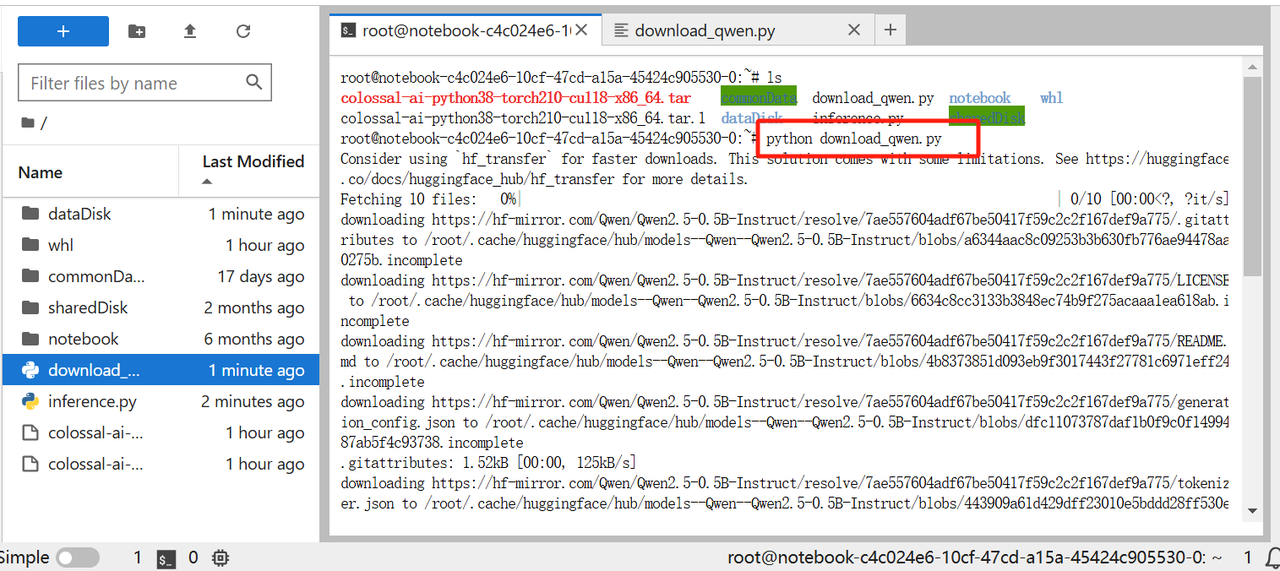 +
Filter files by name
/
Name
Last Modified
dataDisk 1 minute ago
whl 1 hour ago
commonDa... 17 days ago
sharedDisk 2 months ago
notebook 6 months ago
download_... 1 minute ago
inference.py 2 minutes ago
colossal-ai-... 1 hour ago
colossal-ai-... 1 hour ago
root@notebook-c4c024e6-1
download_qwen.py
+
root@notebook-c4c024e6-10cf-47cd-a15a-45424c905530-0:~# ls
colossal-ai-python38-torch210-cu118-x86_64.tar commonData download_qwen.py notebook whl
colossal-ai-python38-torch210-cu118-x86_64.tar.1 dataDisk inference.py sharedDisk
root@notebook-c4c024e6-10cf-47cd-a15a-45424c905530-0:~# python download_qwen.py
Consider using `hf_transfer` for faster downloads. This solution comes with some limitations. See https://huggingface
.co/docs/huggingface_hub/hf_transfer for more details.
Fetching 10 files: 0%| | 0/10 [00:00<?, ?it/s]
downloading https://hf-mirror.com/Qwen/Qwen2.5-0.5B-Instruct/resolve/7ae557604adf67be50417f59c2c2f167def9a775/.gitatt
ributes to /root/.cache/huggingface/hub/models--Qwen--Qwen2.5-0.5B-Instruct/blobs/a6344aac8c09253b3b630fb776ae94478aa
0275b.incomplete
downloading https://hf-mirror.com/Qwen/Qwen2.5-0.5B-Instruct/resolve/7ae557604adf67be50417f59c2c2f167def9a775/LICENSE
to /root/.cache/huggingface/hub/models--Qwen--Qwen2.5-0.5B-Instruct/blobs/6634c8cc3133b3848ec74b9f275acaaa1ea618ab.i
ncomplete
downloading https://hf-mirror.com/Qwen/Qwen2.5-0.5B-Instruct/resolve/7ae557604adf67be50417f59c2c2f167def9a775/README.
md to /root/.cache/huggingface/hub/models--Qwen--Qwen2.5-0.5B-Instruct/blobs/4b8373851d093eb9f3017443f27781c6971eff24
.incomplete
downloading https://hf-mirror.com/Qwen/Qwen2.5-0.5B-Instruct/resolve/7ae557604adf67be50417f59c2c2f167def9a775/generat
ion_config.json to /root/.cache/huggingface/hub/models--Qwen--Qwen2.5-0.5B-Instruct/blobs/dfc11073787daf1b0f9c0f14994
87ab5f4c93738.incomplete
.gitattributes: 1.52kB [00:00, 125kB/s]
downloading https://hf-mirror.com/Qwen/Qwen2.5-0.5B-Instruct/resolve/7ae557604adf67be50417f59c2c2f167def9a775/tokeniz
er.json to /root/.cache/huggingface/hub/models--Qwen--Qwen2.5-0.5B-Instruct/blobs/443909a61d429dff23010e5bddd28ff530e
Simple 1 0 root@notebook-c4c024e6-10cf-47cd-a15a-45424c905530-0: ~ 1